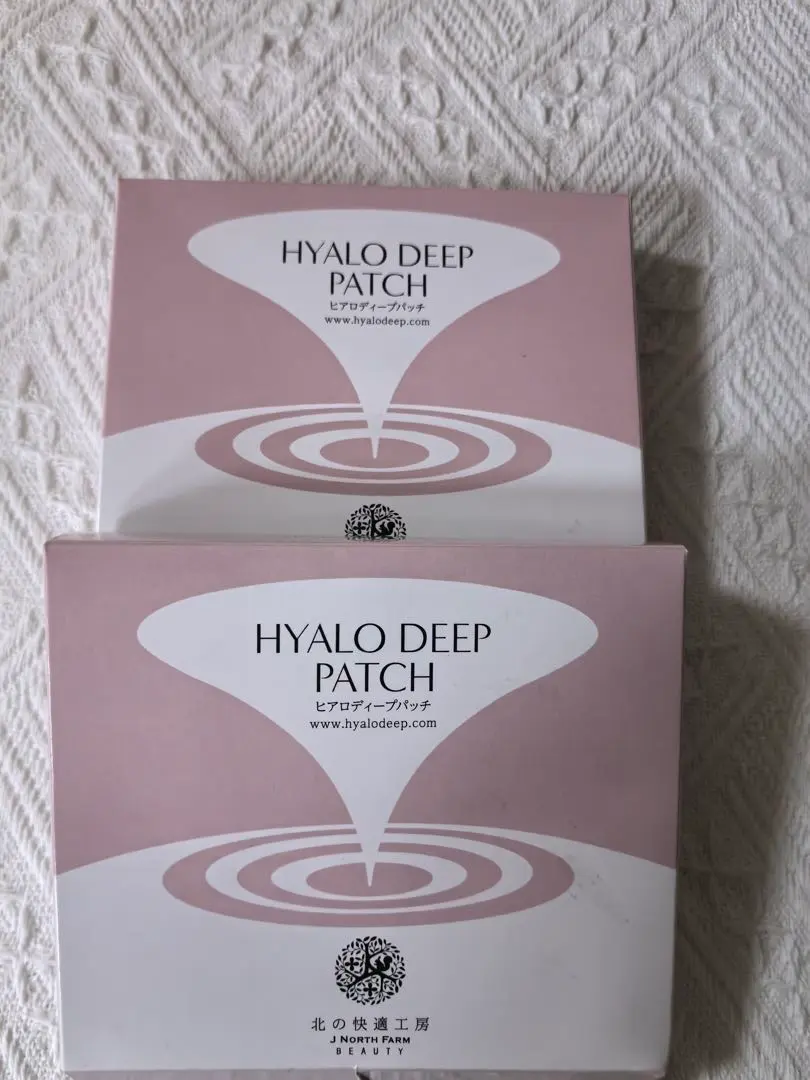 HYALO DEEP
PATCH
ヒアロディープパッチ
www.hyalodeep.com
HYALO DEEP
PATCH
ヒアロディープパッチ
www.hyalodeep.com
北の快適工房
J NORTH FARM
BEAUTY